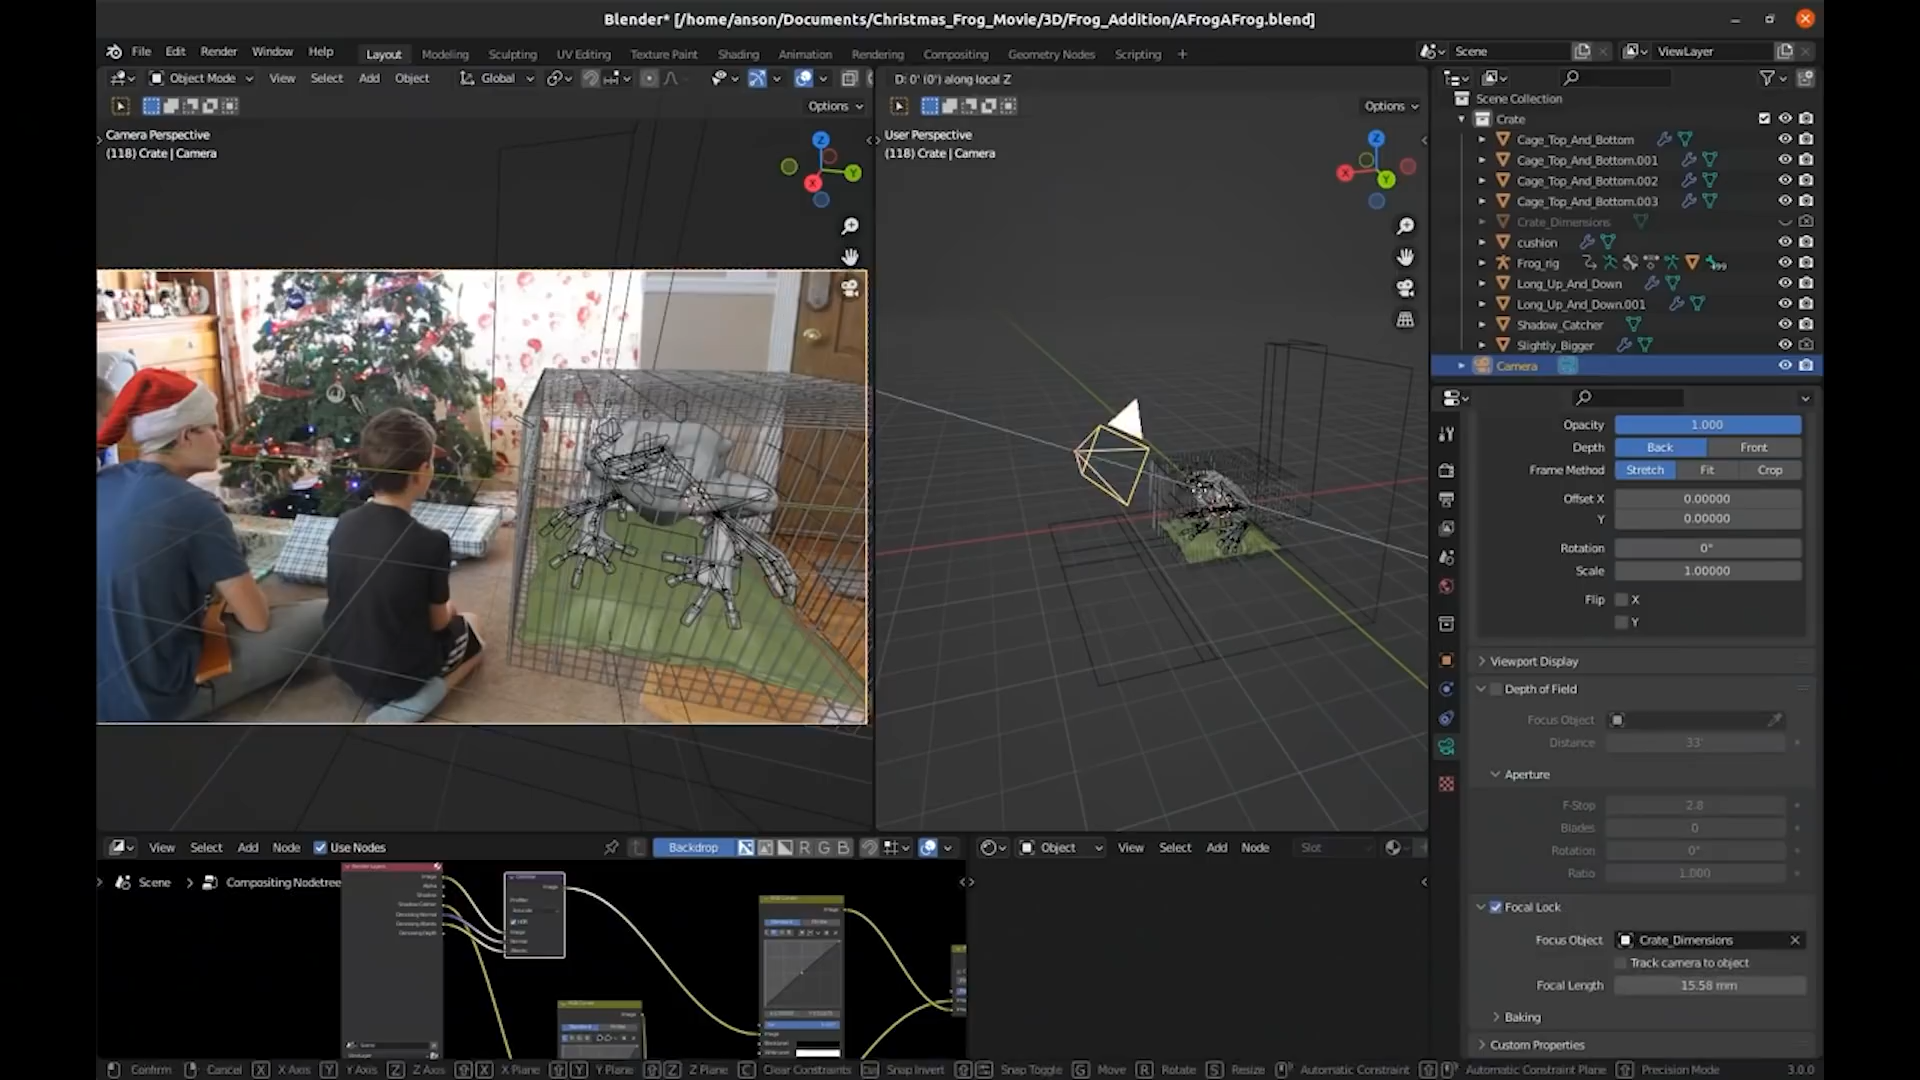 Blender* [/home/anson/Documents/Christmas_Frog_Movie/3D/Frog_Addition/AFrogAFrog.blend]
File Edit Render Window Help Layout Modeling Sculpting UV Editing Texture Paint Shading Animation Rendering Compositing Geometry Nodes Scripting + Scene ViewLayer
Object Mode View Select Add Object Global D: 0' (0') along local Z
Options Options
Camera Perspective
(118) Crate | Camera
User Perspective
(118) Crate | Camera
Scene Collection
Crate
Cage_Top_And_Bottom
Cage_Top_And_Bottom.001
Cage_Top_And_Bottom.002
Cage_Top_And_Bottom.003
Crate_Dimensions
cushion
Frog_rig
Long_Up_And_Down
Long_Up_And_Down.001
Shadow_Catcher
Slightly_Bigger
Camera
Opacity 1.000
Depth Back Front
Frame Method Stretch Fit Crop
Offset X 0.00000
Y 0.00000
Rotation 0°
Scale 1.00000
Flip X
Y
Viewport Display
Depth of Field
Focus Object
Distance 33'
Aperture
F-Stop 2.8
Blades 0
Rotation 0°
Ratio 1.000
Focal Lock
Focus Object Crate_Dimensions
Track camera to object
Focal Length 15.58 mm
Baking
Custom Properties
View Select Add Node Use Nodes Backdrop R G B
Object View Select Add Node Slot
Scene Compositing Nodetree
Confirm Cancel X X Axis Y Y Axis Z Z Axis X X Plane Y Y Plane Z Z Plane C Clear Constraints Snap Invert Snap Toggle G Move R Rotate S Resize Automatic Constraint Automatic Constraint Plane Precision Mode 3.0.0